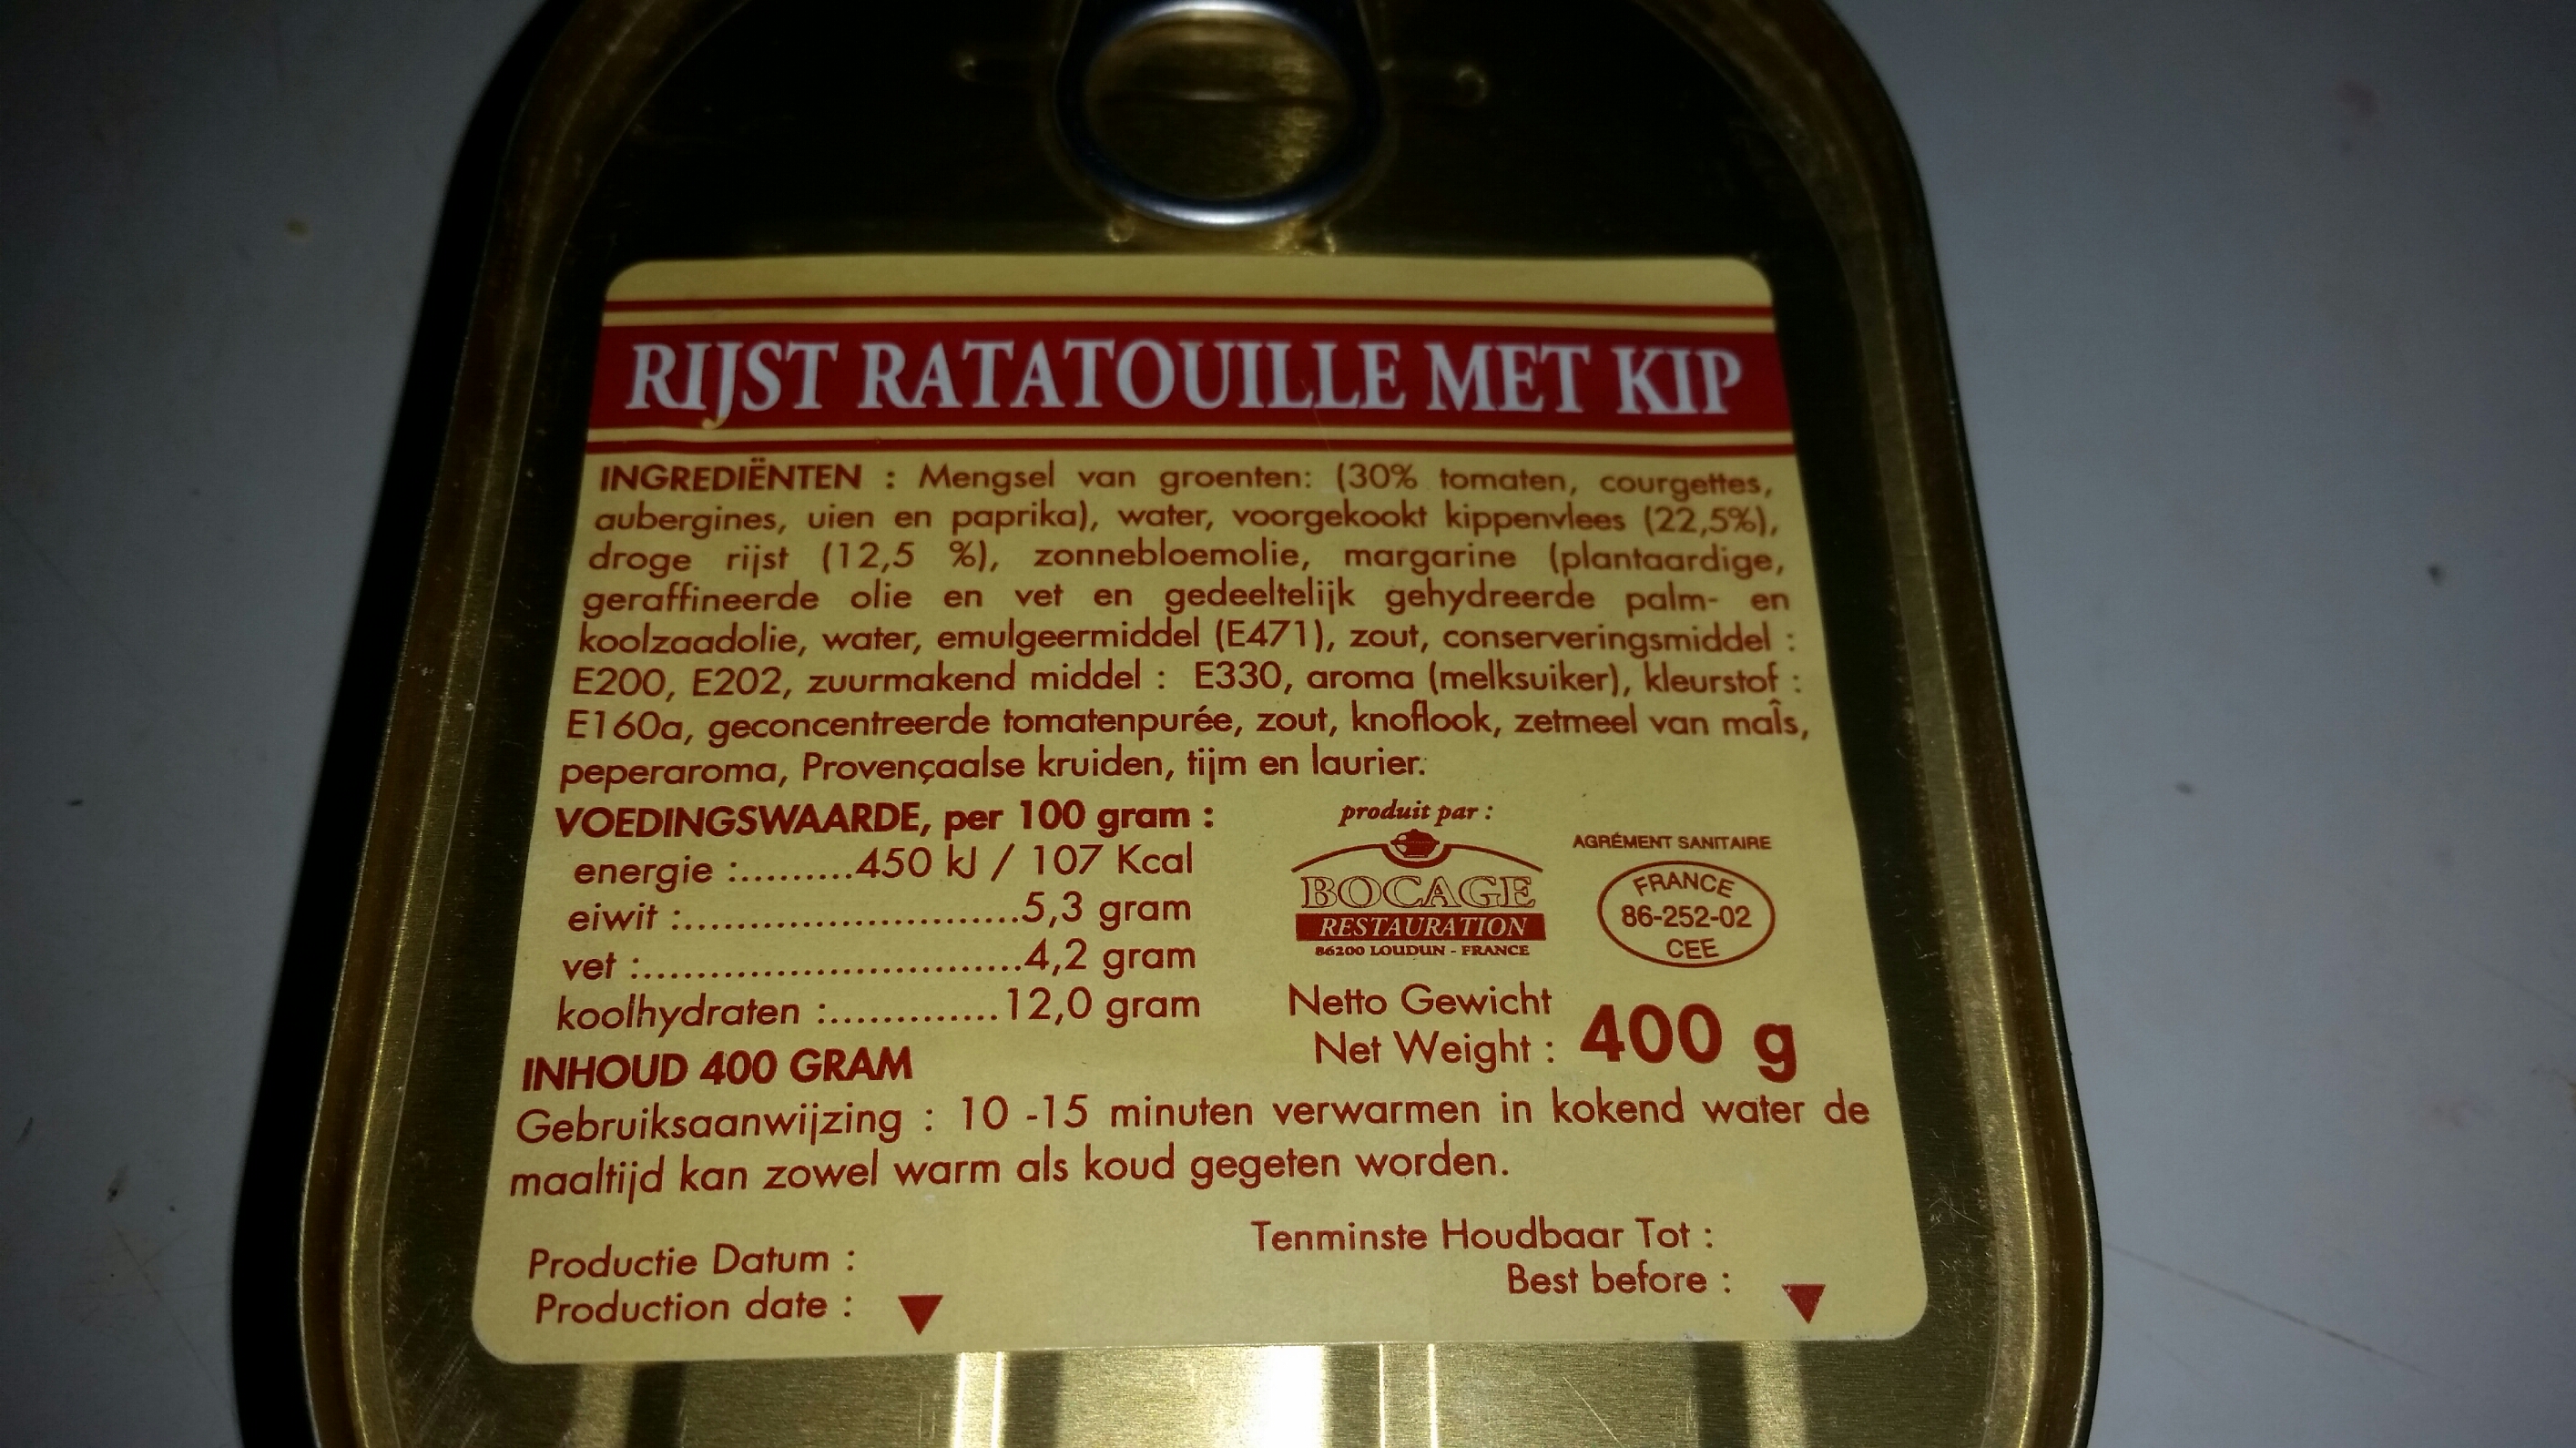 RIJST RATATOUILLE MET KIP
INGREDIËNTEN : Mengsel van groenten: (30% tomaten, courgettes,
aubergines, uien en paprika), water, voorgekookt kippenvlees (22,5%),
droge rijst (12,5 %), zonnebloemolie, margarine (plantaardige,
geraffineerde olie en vet en gedeeltelijk gehydreerde palm- en
koolzaadolie, water, emulgeermiddel (E471), zout, conserveringsmiddel :
E200, E202, zuurmakend middel : E330, aroma (melksuiker), kleurstof :
E160a, geconcentreerde tomatenpurée, zout, knoflook, zetmeel van maîs,
peperaroma, Provençaalse kruiden, tijm en laurier.
VOEDINGSWAARDE, per 100 gram :
energie :.........450 kJ / 107 Kcal
eiwit :..........................5,3 gram
vet :.............................4,2 gram
koolhydraten :.............12,0 gram
INHOUD 400 GRAM
produit par :
BOCAGE
RESTAURATION
86200 LOUDUN - FRANCE
AGRÉMENT SANITAIRE
FRANCE
86-252-02
CEE
Netto Gewicht
Net Weight : 400 g
Gebruiksaanwijzing : 10 -15 minuten verwarmen in kokend water de
maaltijd kan zowel warm als koud gegeten worden.
Productie Datum :
Production date :
Tenminste Houdbaar Tot :
Best before :